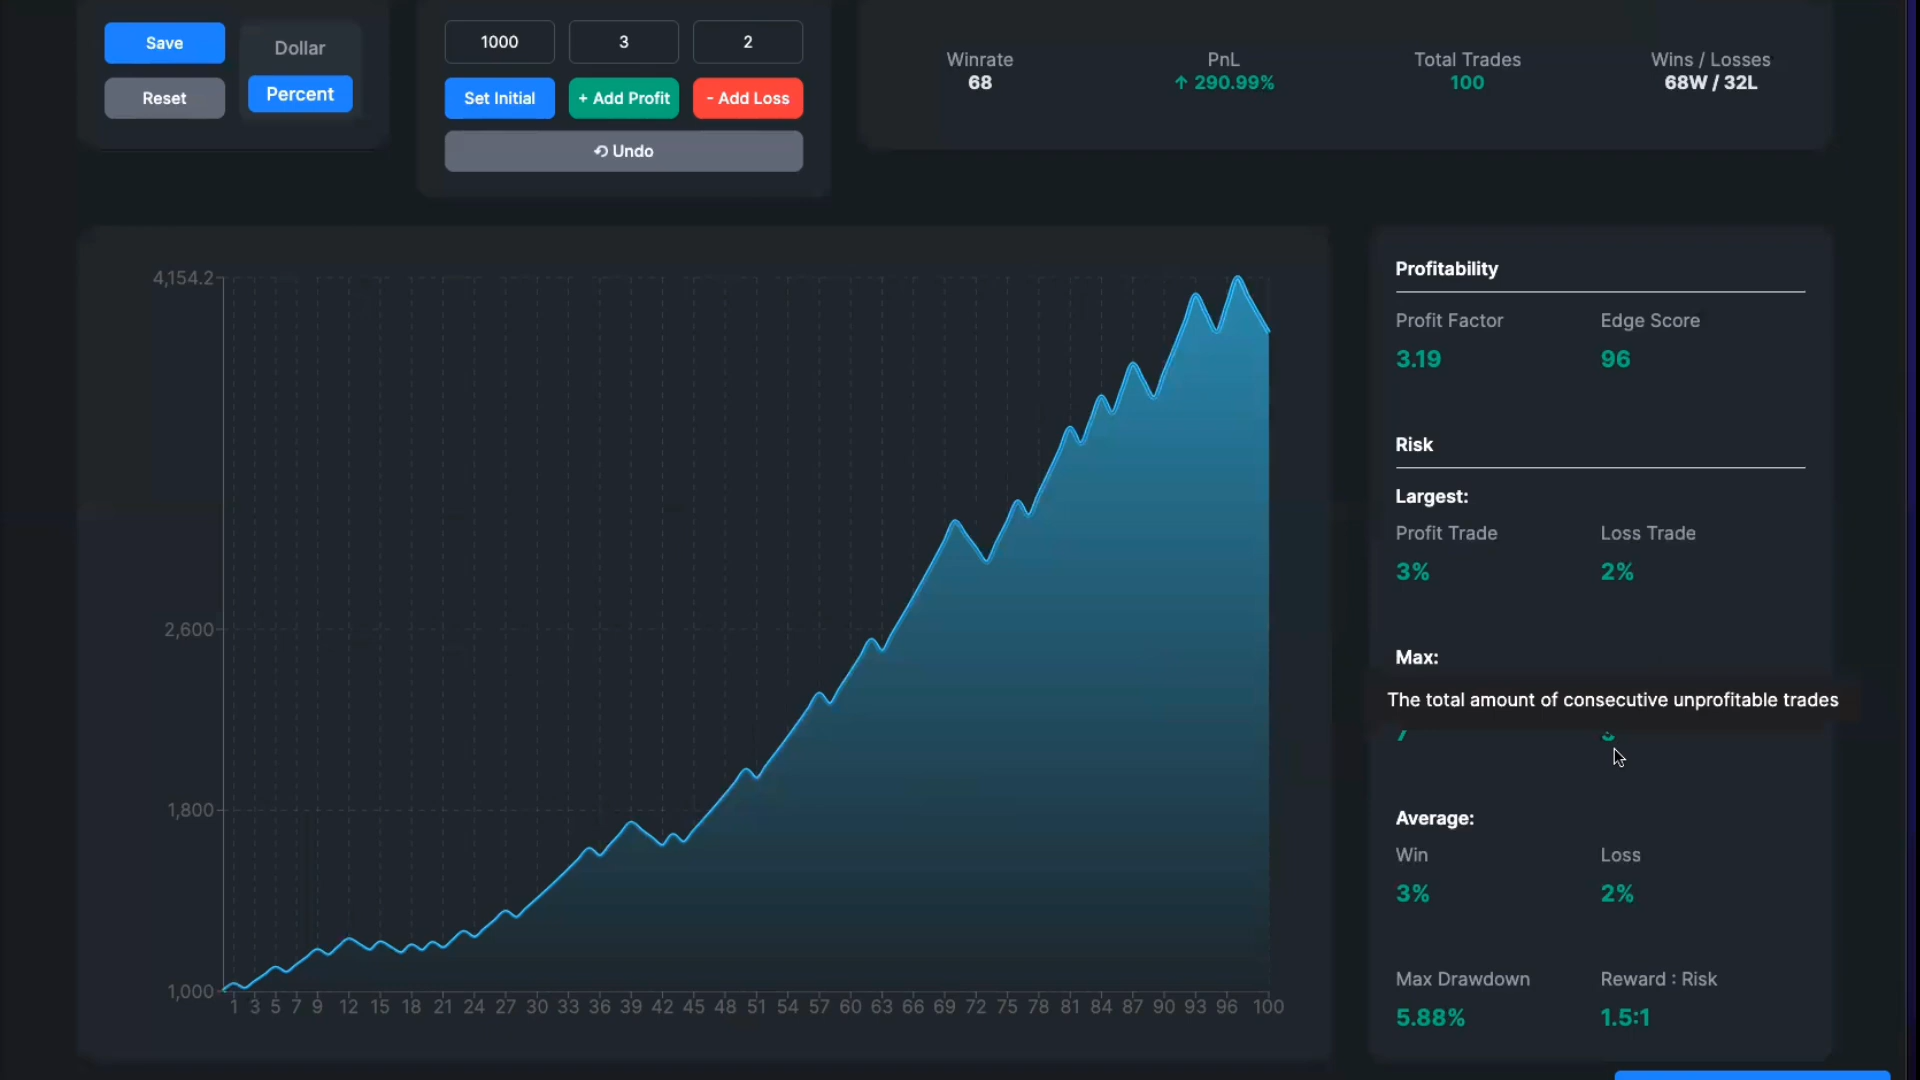 Save
Dollar
Reset
Percent
1000
3
2
Set Initial
+ Add Profit
- Add Loss
Undo
Winrate
68
PnL
↑ 290.99%
Total Trades
100
Wins / Losses
68W / 32L
4,154.2
2,600
1,800
1,000
1 3 5 7 9 12 15 18 21 24 27 30 33 36 39 42 45 48 51 54 57 60 63 66 69 72 75 78 81 84 87 90 93 96 100
Profitability
Profit Factor
Edge Score
3.19
96
Risk
Largest:
Profit Trade
Loss Trade
3%
2%
Max:
The total amount of consecutive unprofitable trades
Average:
Win
Loss
3%
2%
Max Drawdown
Reward : Risk
5.88%
1.5:1